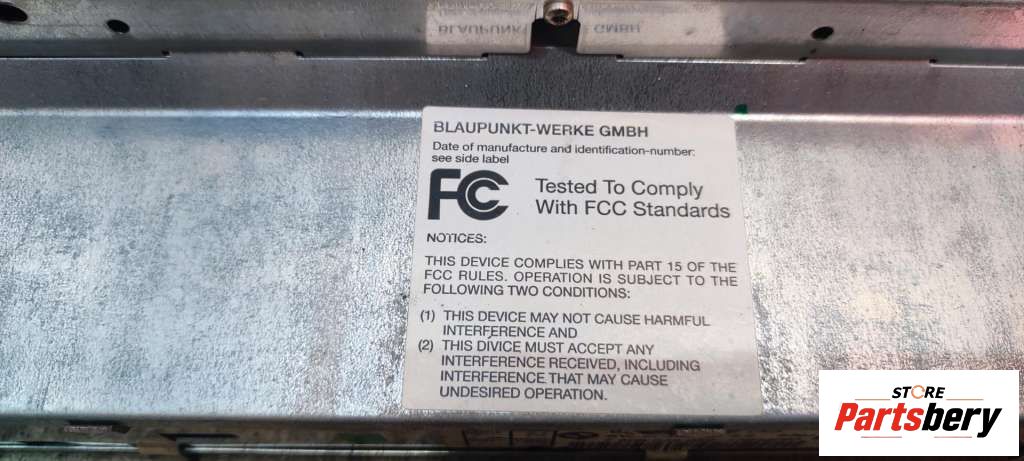 BLAUPUNKT-WERKE GMBH
Date of manufacture and identification-number:
see side label
FC
Tested To Comply
With FCC Standards
NOTICES:
THIS DEVICE COMPLIES WITH PART 15 OF THE
FCC RULES. OPERATION IS SUBJECT TO THE
FOLLOWING TWO CONDITIONS:
(1) THIS DEVICE MAY NOT CAUSE HARMFUL
INTERFERENCE AND
(2) THIS DIVICE MUST ACCEPT ANY
INTERFERENCE RECEIVED, INCLUDING
INTERFERENCE THAT MAY CAUSE
UNDESIRED OPERATION.
STORE
Partsbery